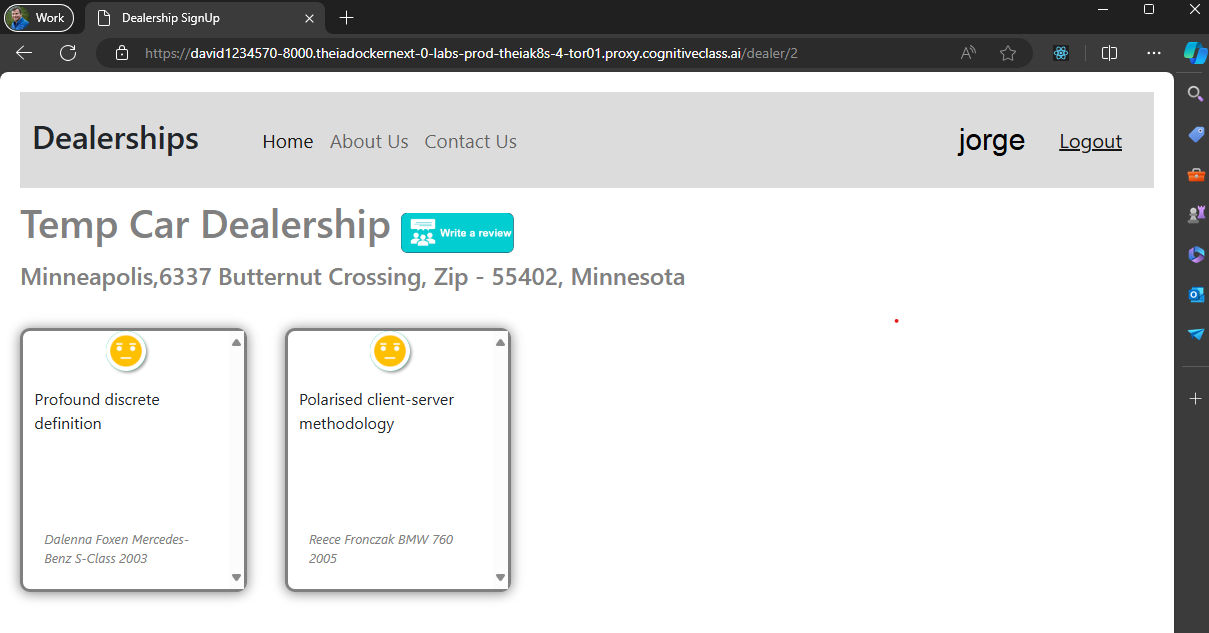 Work
Dealership SignUp
https://david1234570-8000.theiadockernext-0-labs-prod-theiak8s-4-tor01.proxy.cognitiveclass.ai/dealer/2
Dealerships Home About Us Contact Us jorge Logout
Temp Car Dealership Write a review
Minneapolis,6337 Butternut Crossing, Zip - 55402, Minnesota
Profound discrete
definition
Dalenna Foxen Mercedes-
Benz S-Class 2003
Polarised client-server
methodology
Reece Fronczak BMW 760
2005